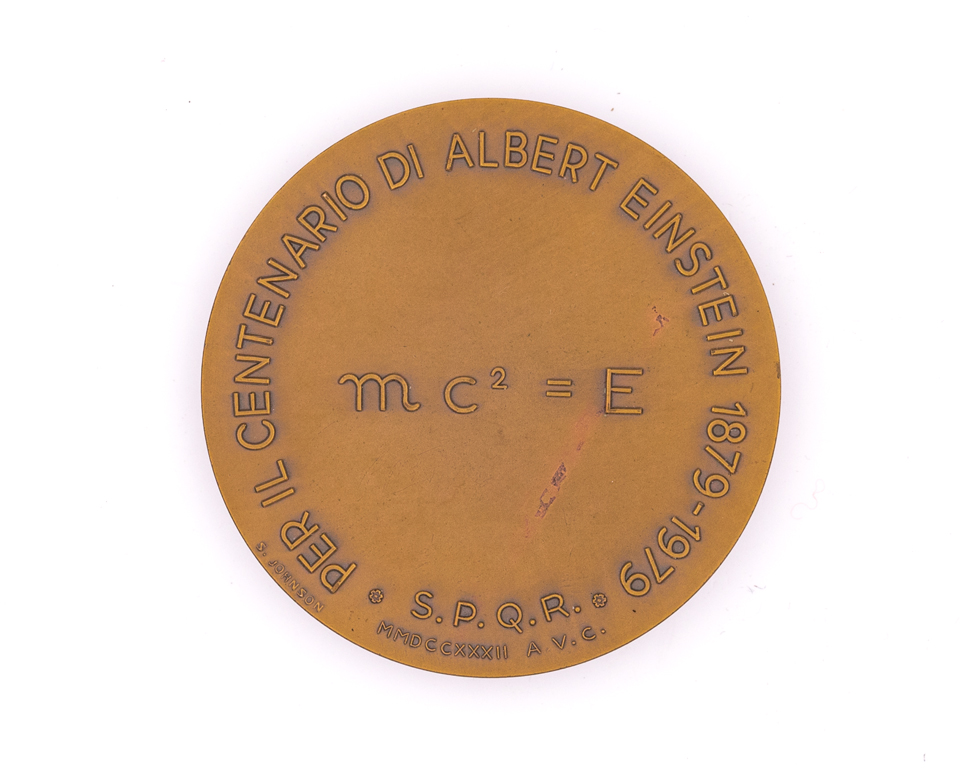 PER IL CENTENARIO DI ALBERT EINSTEIN 1879-1979
mc² = E
S.P.Q.R.
MMDCCXXXII A V.C.
S. JOHNSON